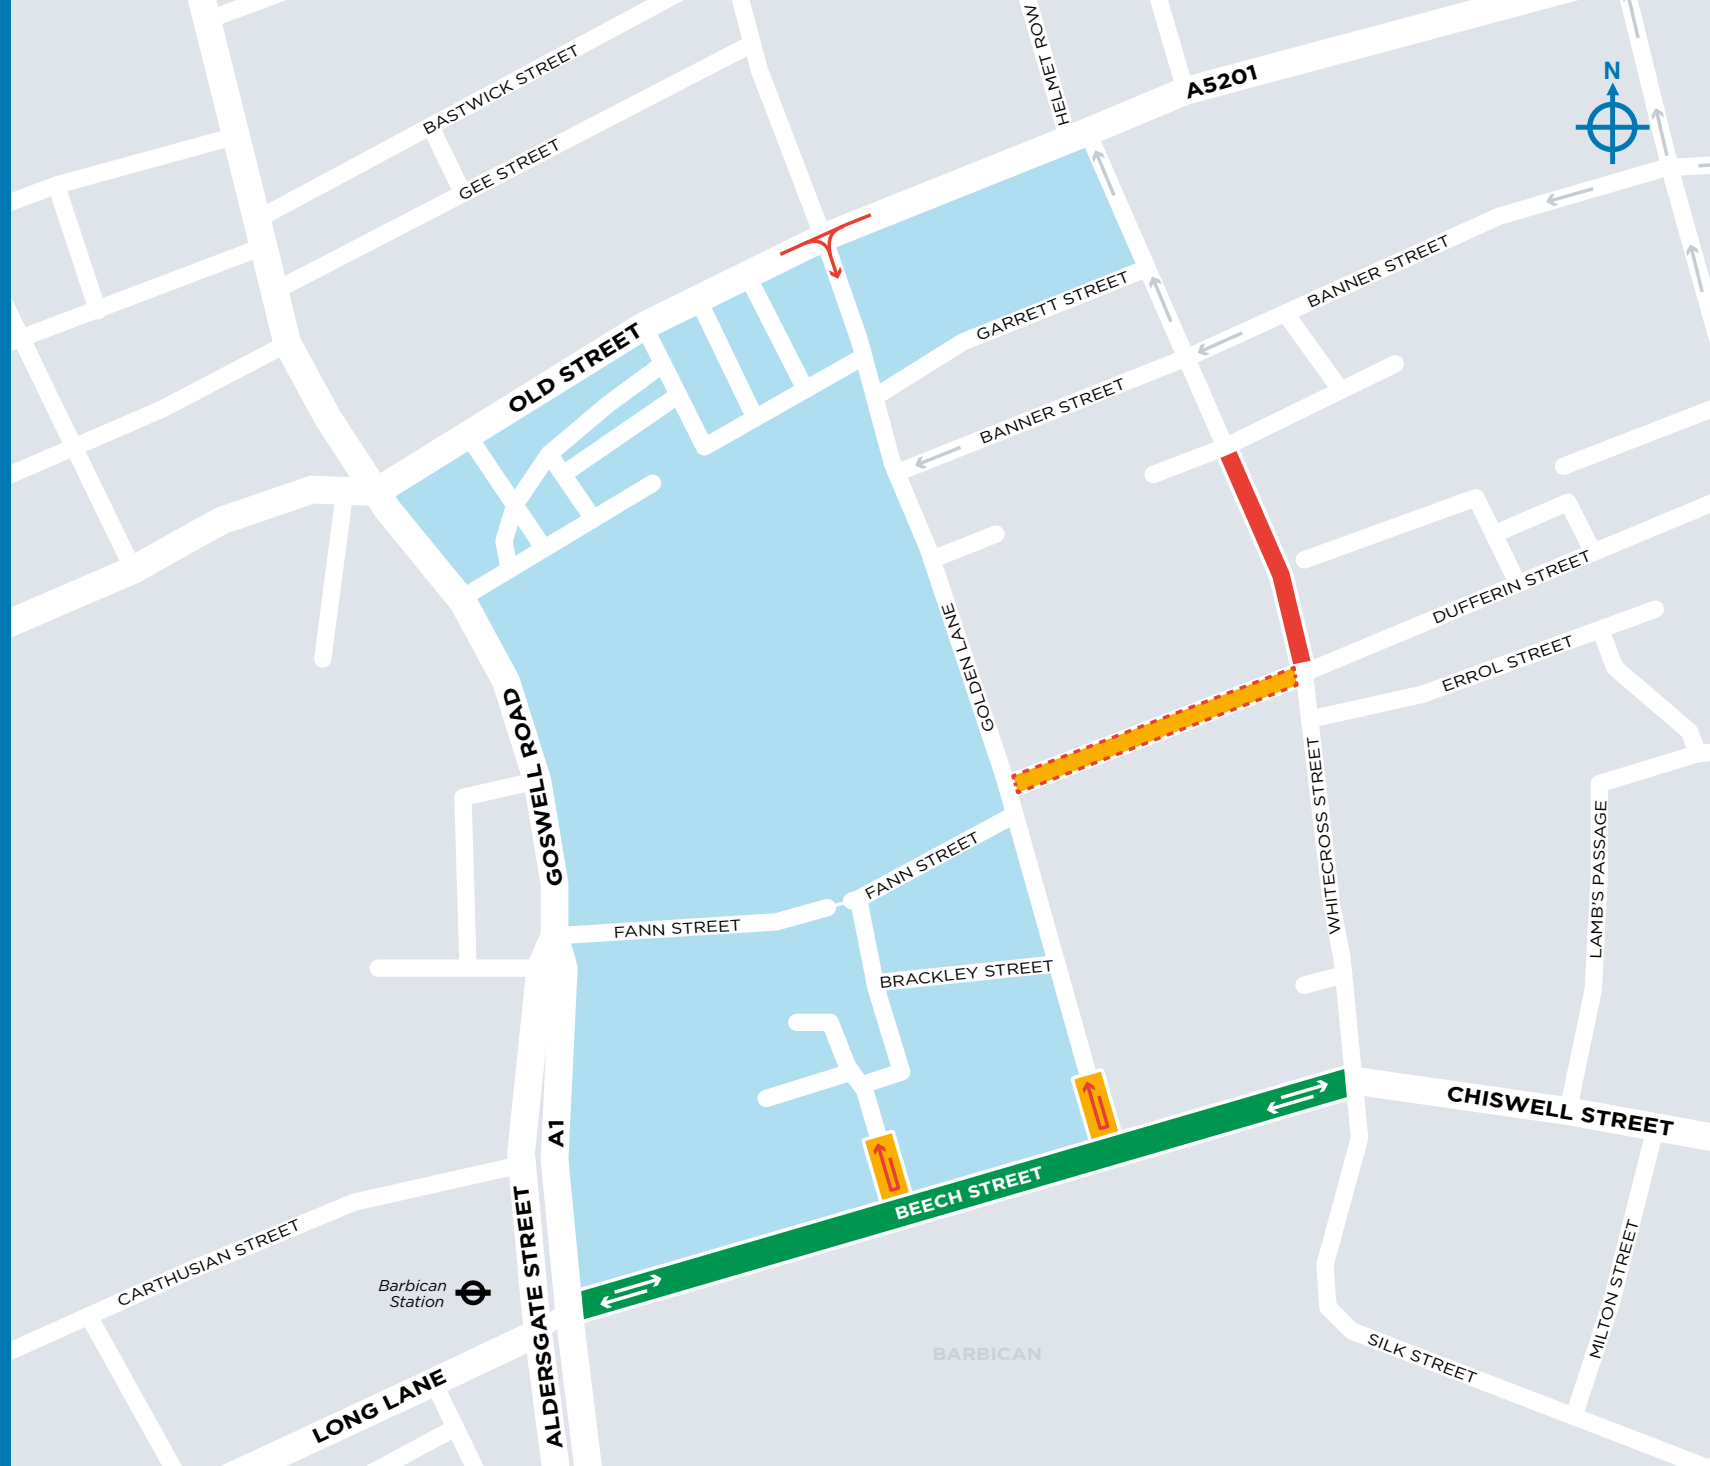 HELMET ROW
A5201
N
BASTWICK STREET
GEE STREET
BANNER STREET
GARRETT STREET
OLD STREET
BANNER STREET
DUFFERIN STREET
ERROL STREET
GOLDEN LANE
GOSWELL ROAD
WHITECROSS STREET
LAMB'S PASSAGE
FANN STREET
FANN STREET
BRACKLEY STREET
CHISWELL STREET
A1
BEECH STREET
CARTHUSIAN STREET
ALDERSGATE STREET
Barbican
Station
MILTON STREET
BARBICAN
SILK STREET
LONG LANE